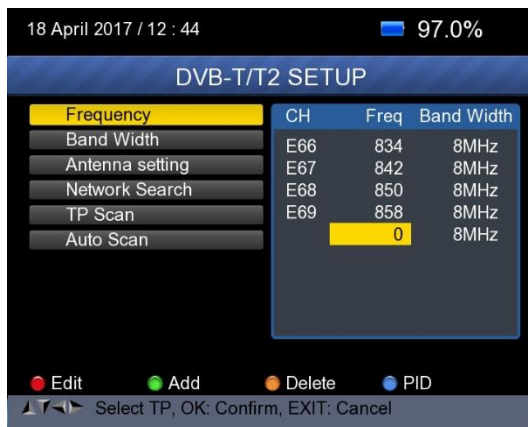 18 April 2017 / 12 : 44 97.0%
DVB-T/T2 SETUP
Frequency
Band Width
Antenna setting
Network Search
TP Scan
Auto Scan
CH Freq Band Width
E66 834 8MHz
E67 842 8MHz
E68 850 8MHz
E69 858 8MHz
0 8MHz
Edit Add Delete PID
Select TP, OK: Confirm, EXIT: Cancel